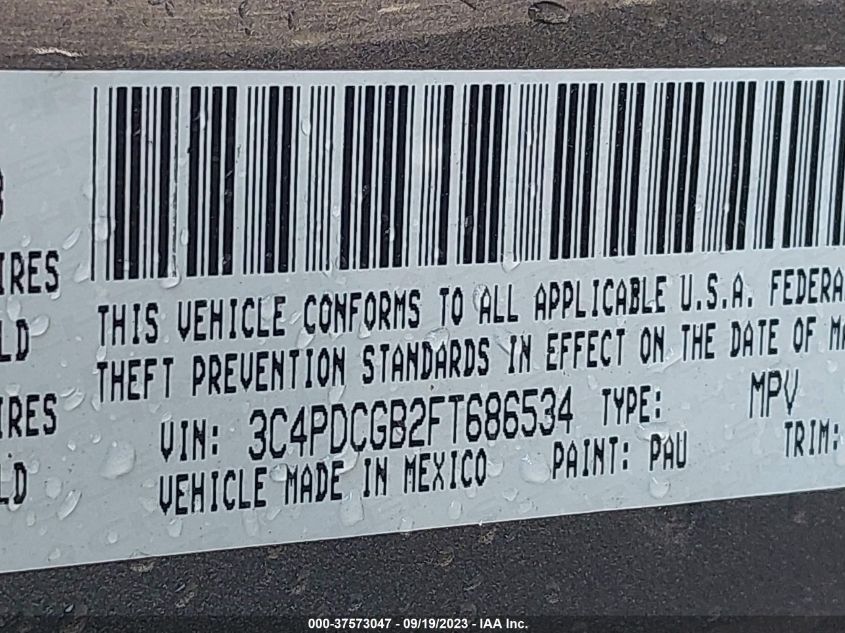 IRES
LD
IRES
LD
THIS VEHICLE CONFORMS TO ALL APPLICABLE U.S.A. FEDERA
THEFT PREVENTION STANDARDS IN EFFECT ON THE DATE OF MA
VIN: 3C4PDCGB2FT686534 TYPE: MPV
VEHICLE MADE IN MEXICO PAINT: PAU TRIM:
000-37573047 - 09/19/2023 - IAA Inc.